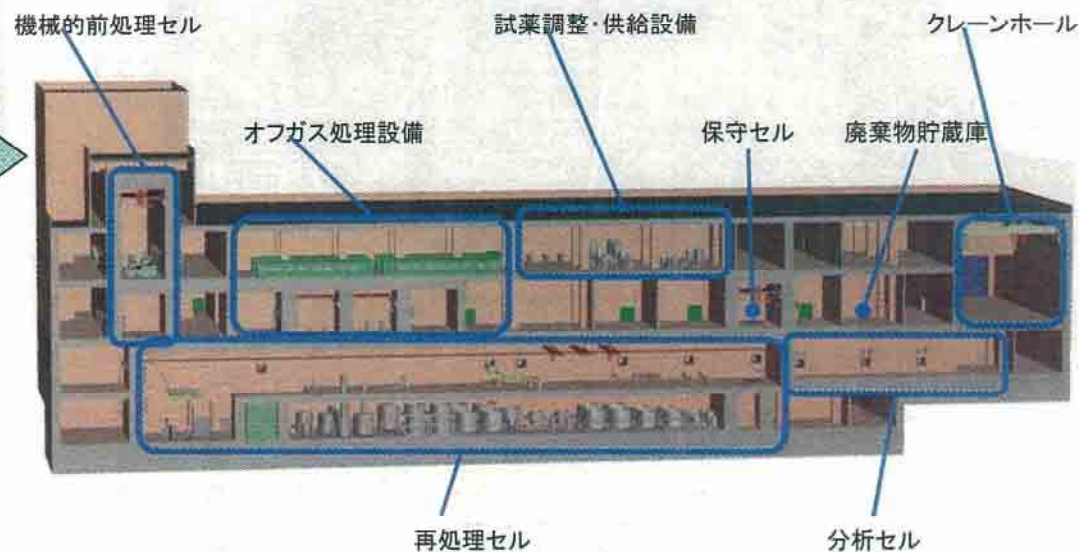 機械的前処理セル
試薬調整・供給設備
クレーンホール
オフガス処理設備
保守セル
廃棄物貯蔵庫
再処理セル
分析セル